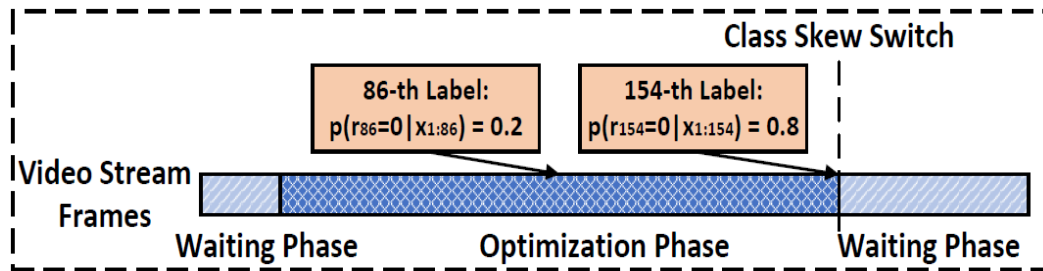 Class Skew Switch
86-th Label:
p(r86=0|x1:86) = 0.2
154-th Label:
p(r154=0|x1:154) = 0.8
Video Stream
Frames
Waiting Phase
Optimization Phase
Waiting Phase